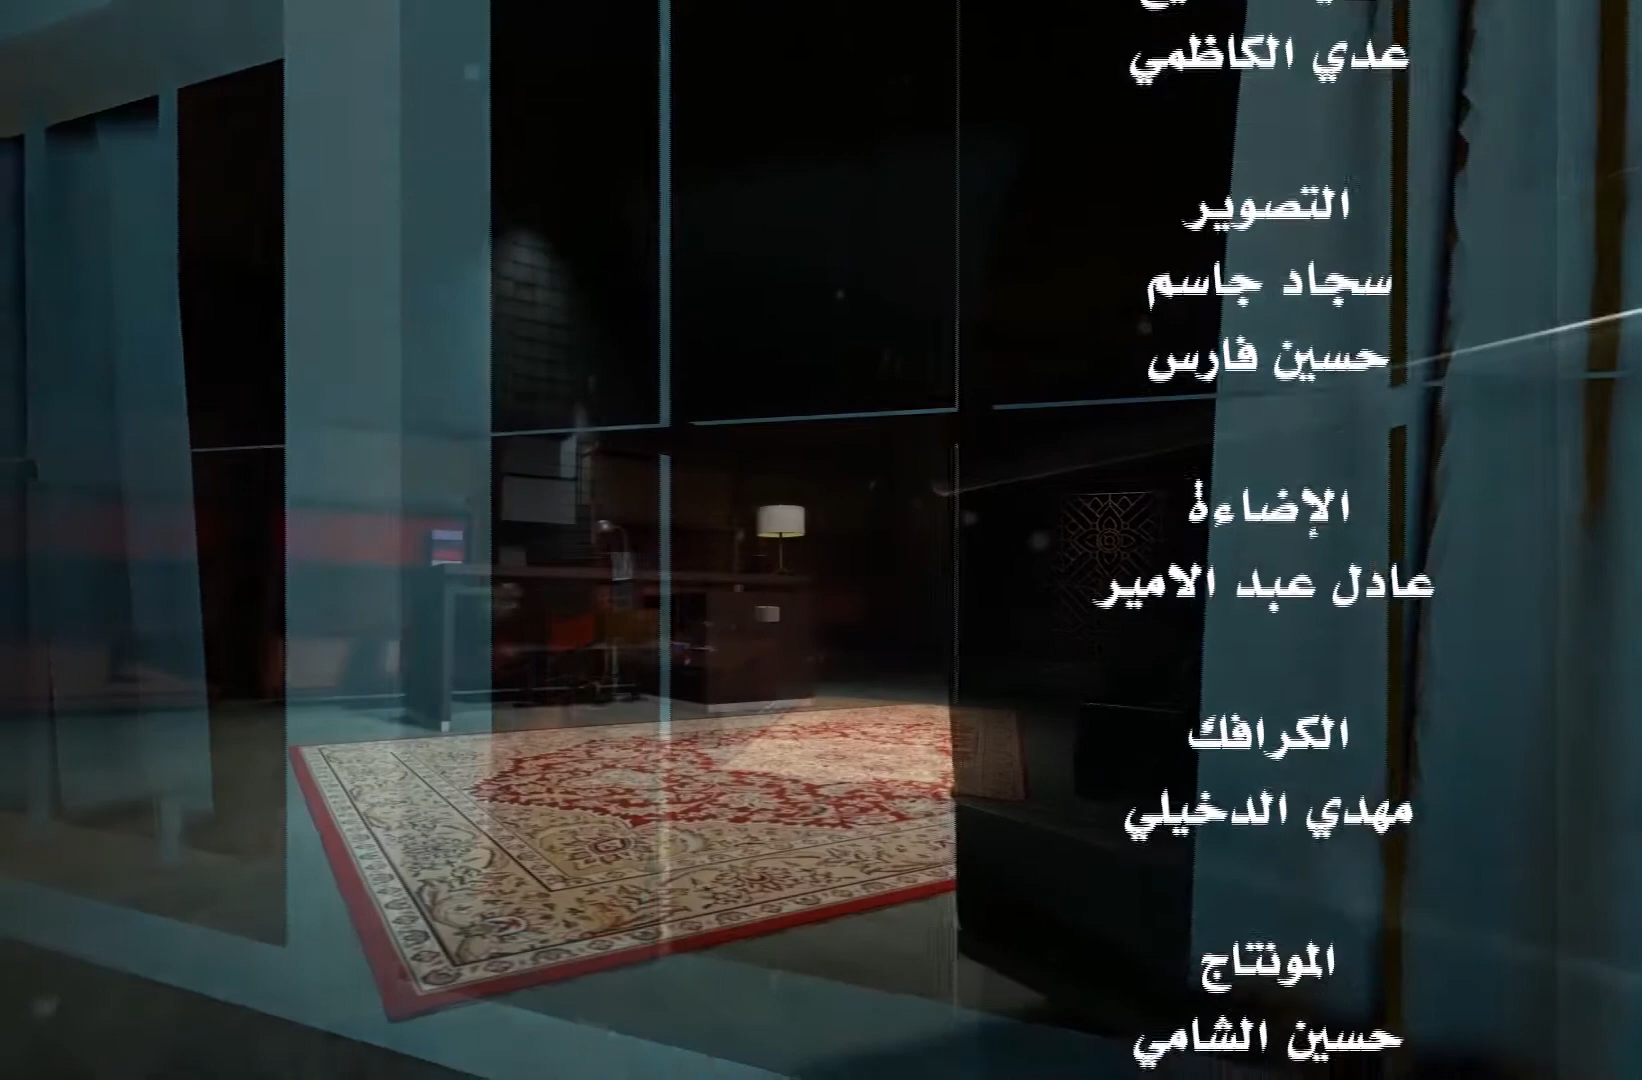 عدي الكاظمي
التصوير
سجاد جاسم
حسين فارس
الإضاءة
عادل عبد الامير
الكرافك
مهدي الدخيلي
المونتاج
حسين الشامي